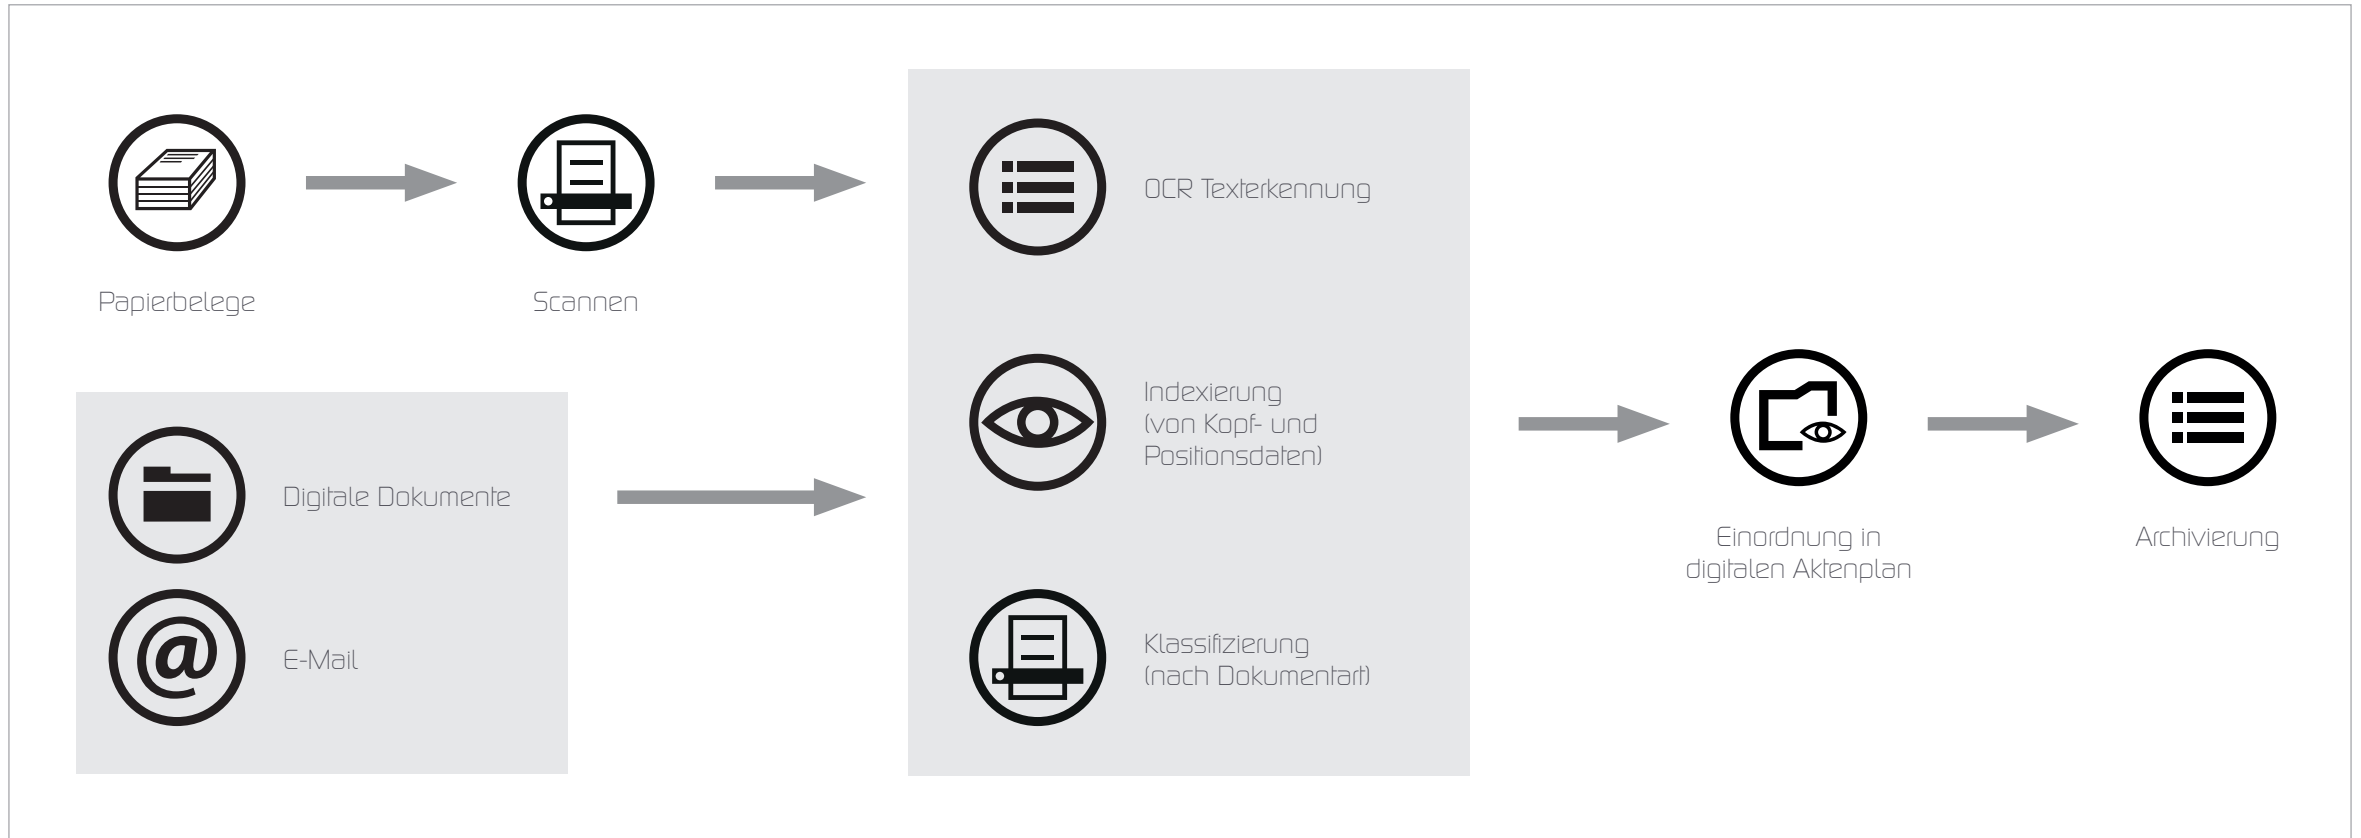 Papierbelege
Scannen
Digitale Dokumente
E-Mail
OCR Texterkennung
Indexierung
(von Kopf- und
Positionsdaten)
Klassifizierung
(nach Dokumentart)
Einordnung in
digitalen Aktenplan
Archivierung